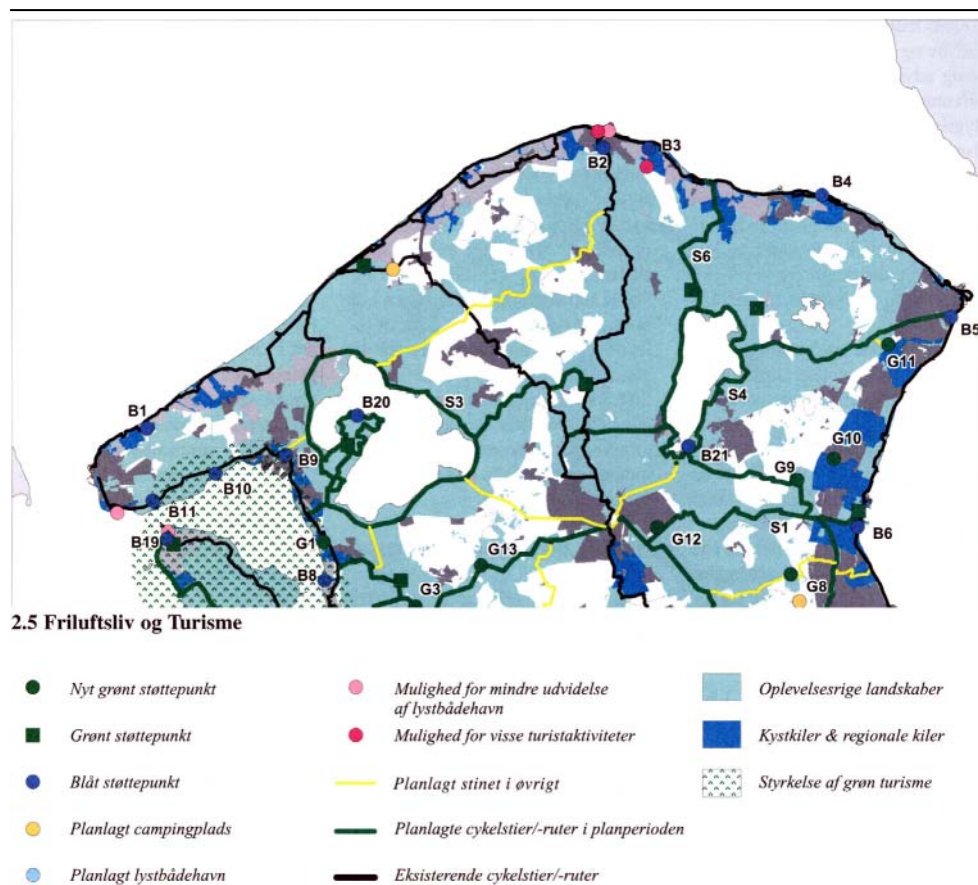 B2
B3
B4
S6
B5
G11
S4
B20
S3
B1
G10
B9
B21
G9
B10
B11
S1
B6
B19
G1
G12
G13
B8
G3
G8
2.5 Friluftsliv og Turisme
Nyt grønt støttepunkt
Grønt støttepunkt
Blåt støttepunkt
Planlagt campingplads
Planlagt lystbådehavn
Mulighed for mindre udvidelse
af lystbådehavn
Mulighed for visse turistaktiviteter
Planlagt stinet i øvrigt
Planlagte cykelstier/-ruter i planperioden
Eksisterende cykelstier/-ruter
Oplevelsesrige landskaber
Kystkiler & regionale kiler
Styrkelse af grøn turisme